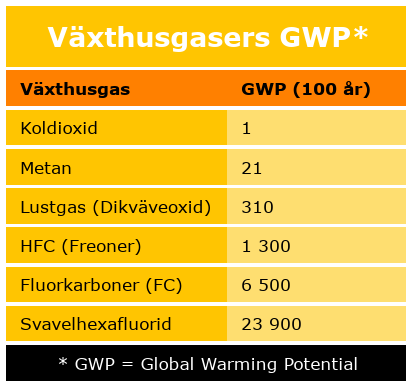 Växthusgasers GWP*
Växthusgas GWP (100 år)
Koldioxid 1
Metan 21
Lustgas (Dikväveoxid) 310
HFC (Freoner) 1 300
Fluorkarboner (FC) 6 500
Svavelhexafluorid 23 900
* GWP = Global Warming Potential